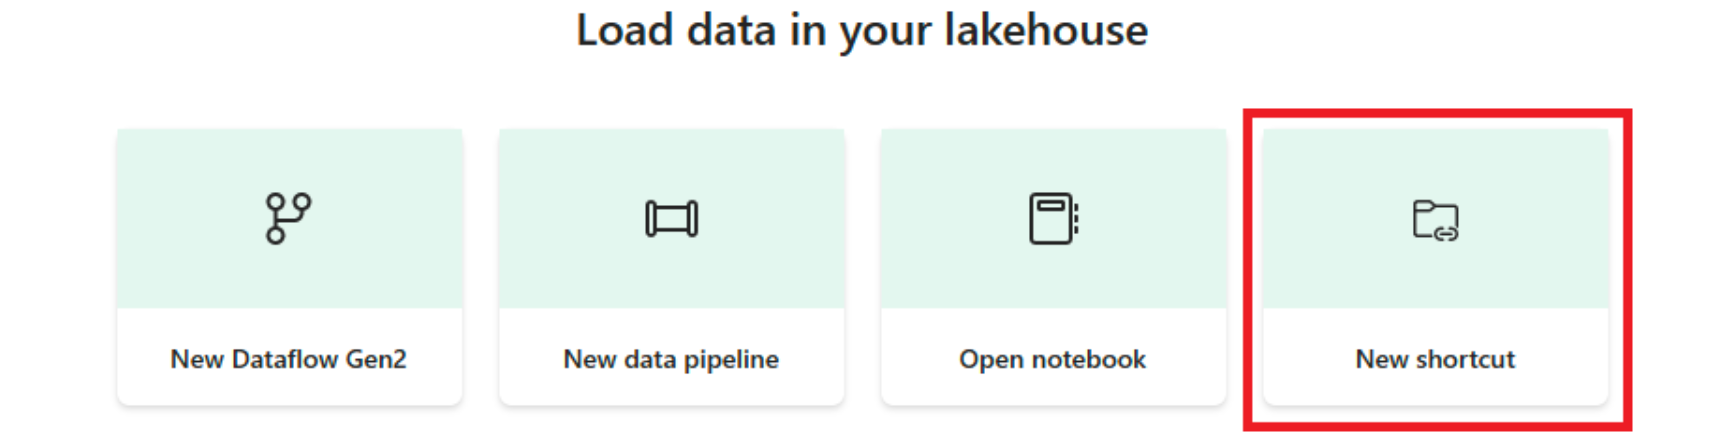 Load data in your lakehouse
New Dataflow Gen2
New data pipeline
Open notebook
New shortcut